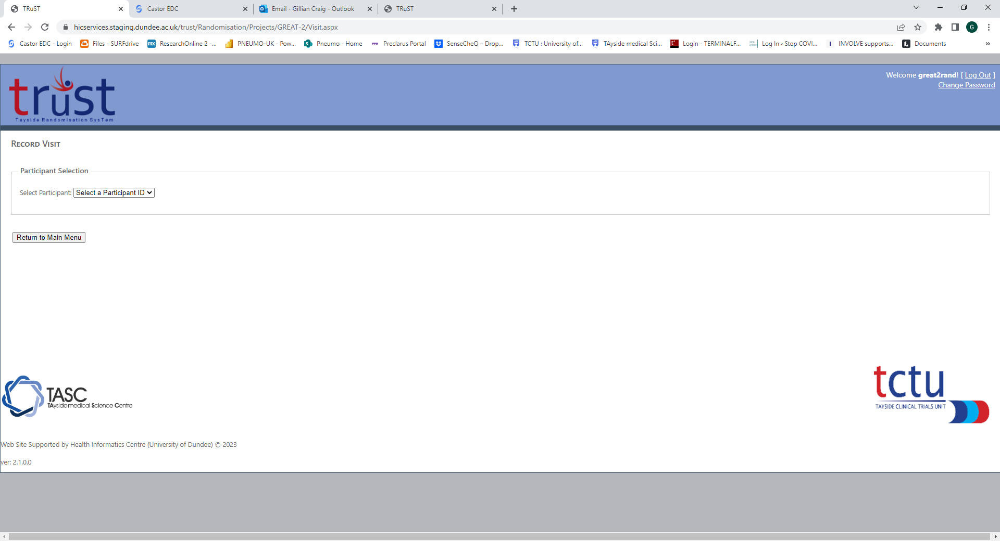 TRuST
Castor EDC
Email - Gillian Craig - Outlook
TRuST
hicservices.staging.dundee.ac.uk/trust/Randomisation/Projects/GREAT-2/Visit.aspx
G
Castor EDC - Login
Files - SURFdrive
mx
ResearchOnline 2 -...
PNEUMO-UK - Pow...
Pneumo - Home
Preclarus Portal
SenseCheQ – Drop...
TCTU : University of...
TAyside medical Sci...
Login - TERMINALF...
Log In ‹ Stop COVI...
I
INVOLVE supports...
Documents
»
trust
Tayside Randomisation SysTem
Welcome great2rand! [ Log Out ]
Change Password
Record Visit
Participant Selection
Select Participant: Select a Participant ID
Return to Main Menu
TASC
TAyside medical Science Centre
tctu
TAYSIDE CLINICAL TRIALS UNIT
Web Site Supported by Health Informatics Centre (University of Dundee) © 2023
ver: 2.1.0.0